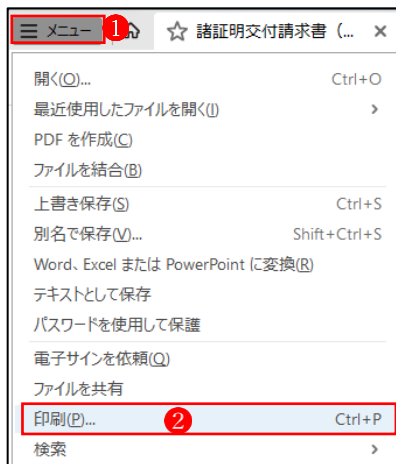 メニュー 1 諸証明交付請求書（...
開く(O)... Ctrl+O
最近使用したファイルを開く(I)
PDF を作成(C)
ファイルを結合(B)
上書き保存(S) Ctrl+S
別名で保存(V)... Shift+Ctrl+S
Word、Excel または PowerPoint に変換(R)
テキストとして保存
パスワードを使用して保護
電子サインを依頼(Q)
ファイルを共有
印刷(P)... 2 Ctrl+P
検索